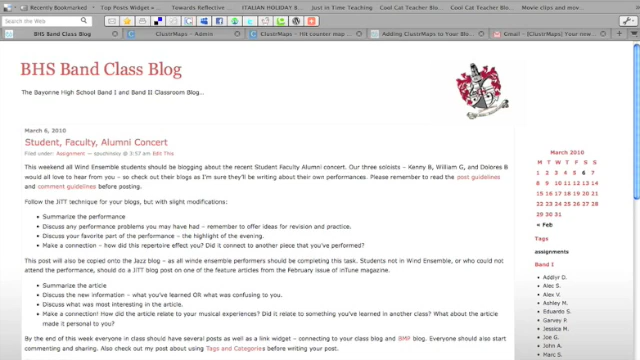 Recently Bookmarked
Top Posts Widget
Towards Reflective
ITALIAN HOLIDAY B
Just in Time Teaching
Cool Cat Teacher Blog
Cool Cat Teacher Blo
Movie clips and mov
Search the Web
BHS Band Class Blog
ClustrMaps - Admin
ClustrMaps - Hit counter map
Adding ClustrMaps to Your Blo
Gmail - [ClustrMaps] Your new
BHS Band Class Blog
The Bayonne High School Band I and Band II Classroom Blog...
March 6, 2010
Student, Faculty, Alumni Concert
Filed under: Assignment — southinoy @ 3:57 am Edit This
This weekend all Wind Ensemble students should be blogging about the recent Student Faculty Alumni concert. Our three soloists – Kenny B, William G, and Dolores B
would all love to hear from you – so check out their blogs as I'm sure they'll be writing about their own performances. Please remember to read the post guidelines
and comment guidelines before posting.
Follow the JITT technique for your blogs, but with slight modifications:
• Summarize the performance
• Discuss any performance problems you may have had – remember to offer ideas for revision and practice.
• Discuss your favorite part of the performance – the highlight of the evening.
• Make a connection – how did this repertoire effect you? Did it connect to another piece that you've performed?
This post will also be copied onto the Jazz blog – as all winde ensemble performers should be completing this task. Students not in Wind Ensemble, or who could not
attend the performance, should do a JITT blog post on one of the feature articles from the February issue of inTune magazine.
• Summarize the article
• Discuss the new information – what you've learned OR what was confusing to you.
• Discuss what was most interesting in the article.
• Make a connection! How did the article relate to your musical experiences? Did it relate to something you've learned in another class? What about the article
made it personal to you?
By the end of this week everyone in class should have several posts as well as a link widget – connecting to your class blog and BMP blog. Everyone should also start
commenting and sharing. Also check out my post about using Tags and Categories before writing your post.
March 2010
M T W T F S S
1 2 3 4 5 6 7
8 9 10 11 12 13 14
15 16 17 18 19 20 21
22 23 24 25 26 27 28
29 30 31
« Feb
Tags
assignments
Band I
• Addlyr D.
• Alec S.
• Alex V.
• Ashley M.
• Eduardo S.
• Garvey P.
• Jessica M.
• Joe G.
• John A.
• Marc S.